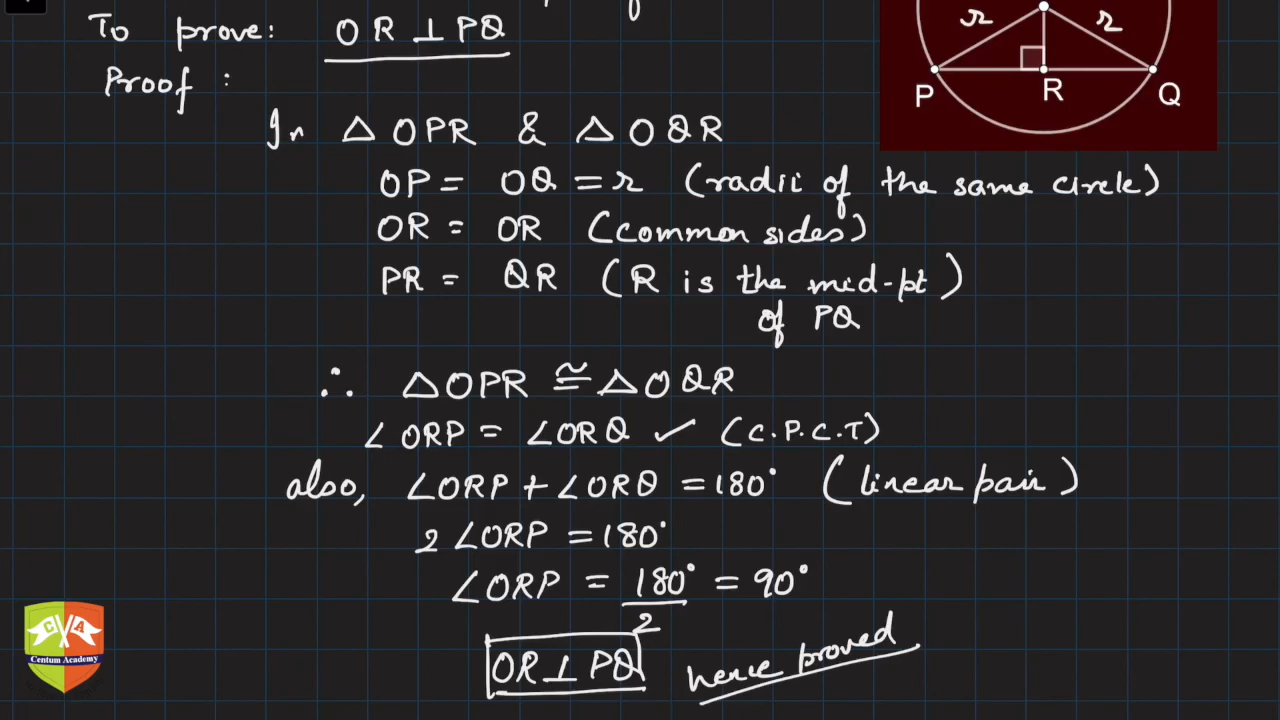 To prove: OR ⊥ PQ
Proof :
In △ OPR & △ OQR
OP = OQ = r (radii of the same circle)
OR = OR (common sides)
PR = QR (R is the mid-pt)
of PQ
∴ △OPR ≅ △OQR
∠ORP = ∠ORQ ✓ (C.P.C.T)
also, ∠ORP + ∠ORQ = 180° (linear pair)
2 ∠ORP = 180°
∠ORP = 180°/2 = 90°
OR ⊥ PQ hence proved
r r
P R Q
C A
Centum Academy